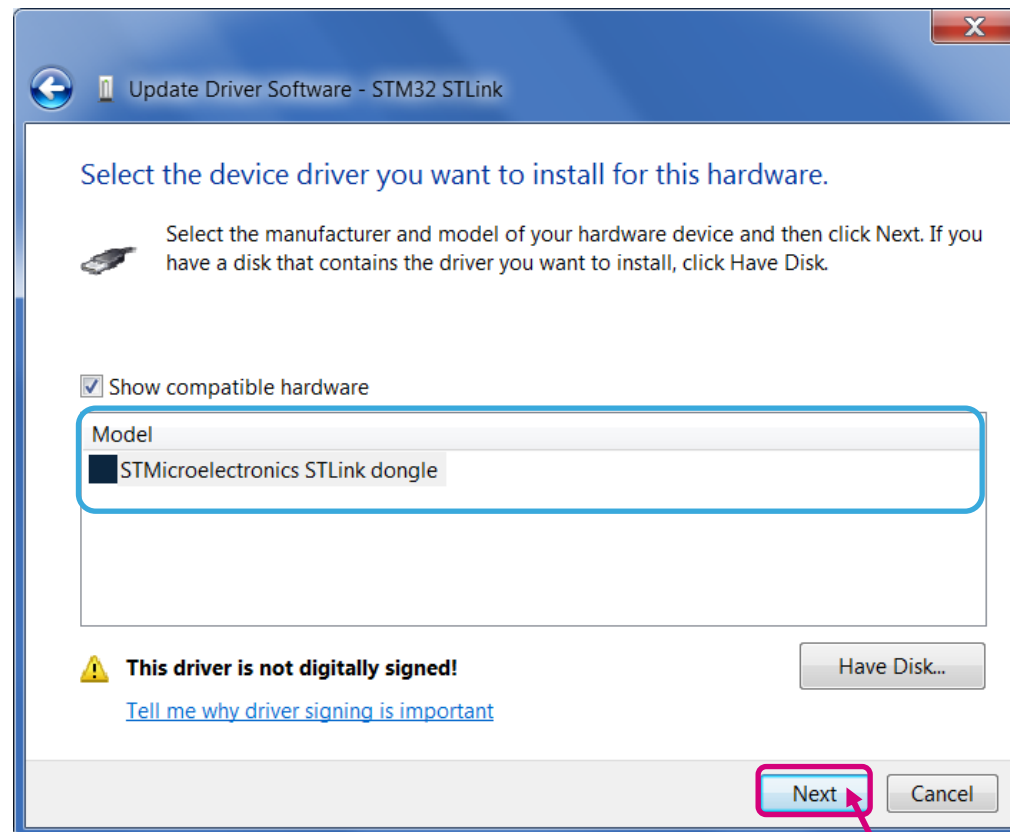 Update Driver Software - STM32 STLink
Select the device driver you want to install for this hardware.
Select the manufacturer and model of your hardware device and then click Next. If you
have a disk that contains the driver you want to install, click Have Disk.
Show compatible hardware
Model
STMicroelectronics STLink dongle
This driver is not digitally signed!
Have Disk...
Tell me why driver signing is important
Next
Cancel